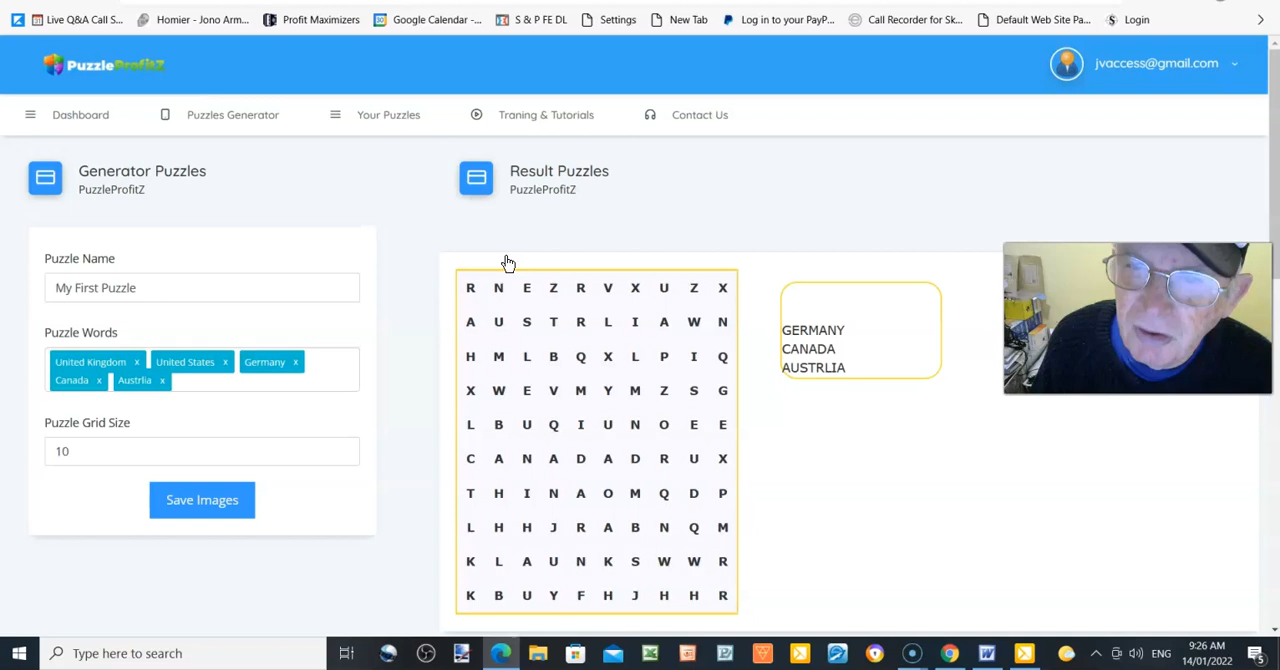 Live Q&A Call S... Homier - Jono Arm... Profit Maximizers Google Calendar -... S & P FE DL Settings New Tab Log in to your PayP... Call Recorder for Sk... Default Web Site Pa... Login
PuzzleProfitZ jvaccess@gmail.com
Dashboard Puzzles Generator Your Puzzles Traning & Tutorials Contact Us
Generator Puzzles
PuzzleProfitZ
Result Puzzles
PuzzleProfitZ
Puzzle Name
My First Puzzle
Puzzle Words
United Kingdom x United States x Germany x
Canada x Austrlia x
Puzzle Grid Size
10
Save Images
R N E Z R V X U Z X
A U S T R L I A W N
H M L B Q X L P I Q
X W E V M Y M Z S G
L B U Q I U N O E E
C A N A D A D R U X
T H I N A O M Q D P
L H H J R A B N Q M
K L A U N K S W W R
K B U Y F H J H H R
GERMANY
CANADA
AUSTRLIA
Type here to search
ENG
9:26 AM
14/01/2022
5